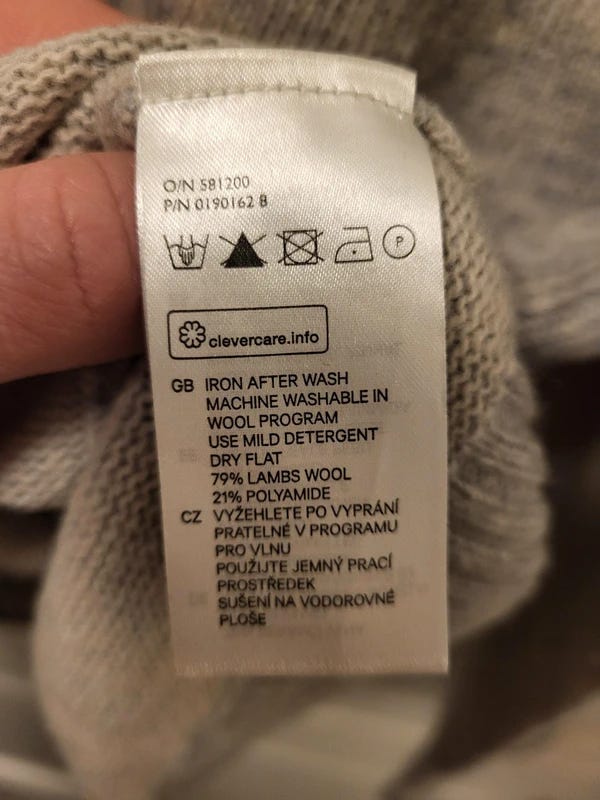 O/N 581200
P/N 0190162 8
P
clevercare.info
GB IRON AFTER WASH
MACHINE WASHABLE IN
WOOL PROGRAM
USE MILD DETERGENT
DRY FLAT
79% LAMBS WOOL
21% POLYAMIDE
CZ VYŽEHLETE PO VYPRÁNÍ
PRATELNÉ V PROGRAMU
PRO VLNU
POUŽIJTE JEMNÝ PRACÍ
PROSTŘEDEK
SUŠENÍ NA VODOROVNÉ
PLOŠE